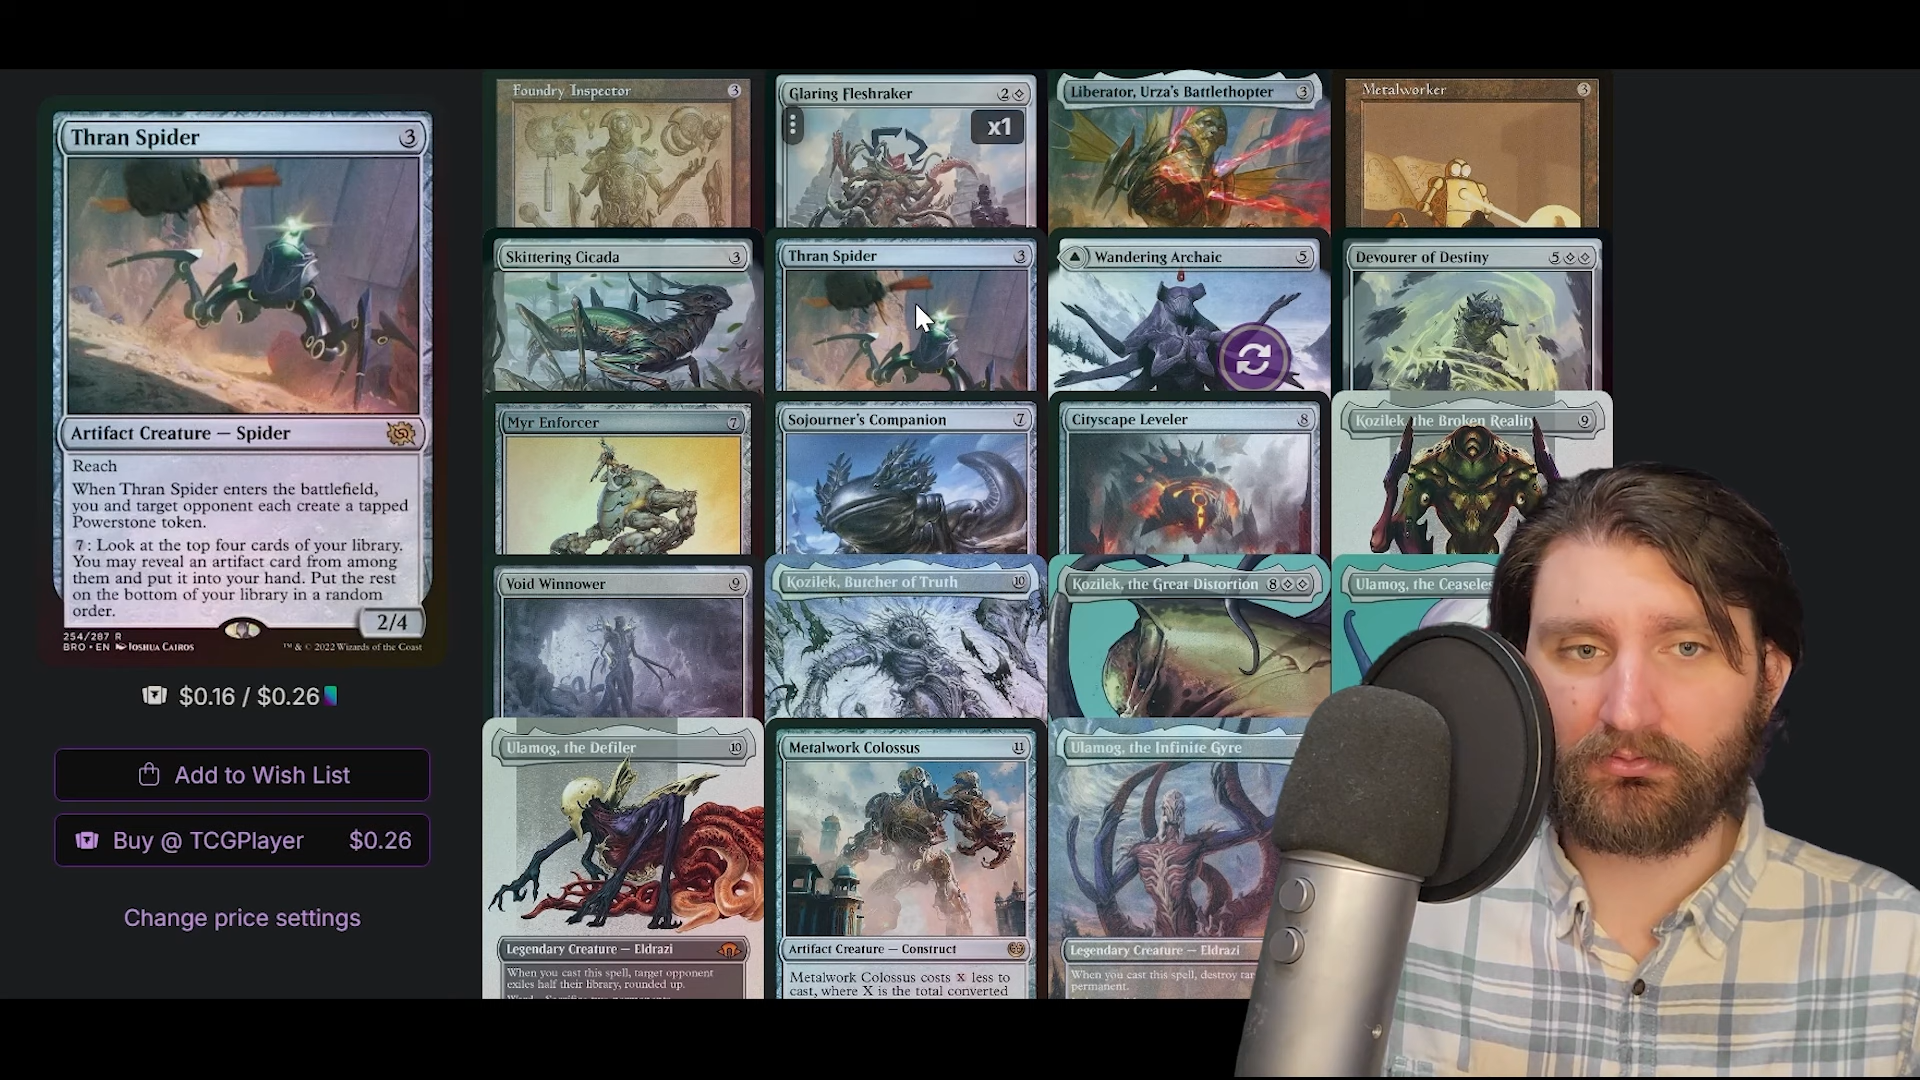 Thran Spider 3
Artifact Creature — Spider
Reach
When Thran Spider enters the battlefield,
you and target opponent each create a tapped
Powerstone token.
7: Look at the top four cards of your library.
You may reveal an artifact card from among
them and put it into your hand. Put the rest
on the bottom of your library in a random
order.
2/4
254/287 R
BRO • EN Joshua Cairos
™ & © 2022 Wizards of the Coast
$0.16 / $0.26
Add to Wish List
Buy @ TCGPlayer $0.26
Change price settings
Foundry Inspector 3
Glaring Fleshraker 2
x1
Liberator, Urza's Battlethopter 3
Metalworker 3
Skittering Cicada 3
Thran Spider 3
Wandering Archaic 5
Devourer of Destiny 5
Myr Enforcer 7
Sojourner's Companion 7
Cityscape Leveler 8
Kozilek, the Broken Reality 9
Void Winnower 9
Kozilek, Butcher of Truth 10
Kozilek, the Great Distortion 8
Ulamog, the Ceaseles
Ulamog, the Defiler 10
Legendary Creature — Eldrazi
When you cast this spell, target opponent
exiles half their library, rounded up.
Metalwork Colossus 11
Artifact Creature — Construct
Metalwork Colossus costs X less to
cast, where X is the total converted
Ulamog, the Infinite Gyre
Legendary Creature — Eldrazi
When you cast this spell, destroy tar
permanent.